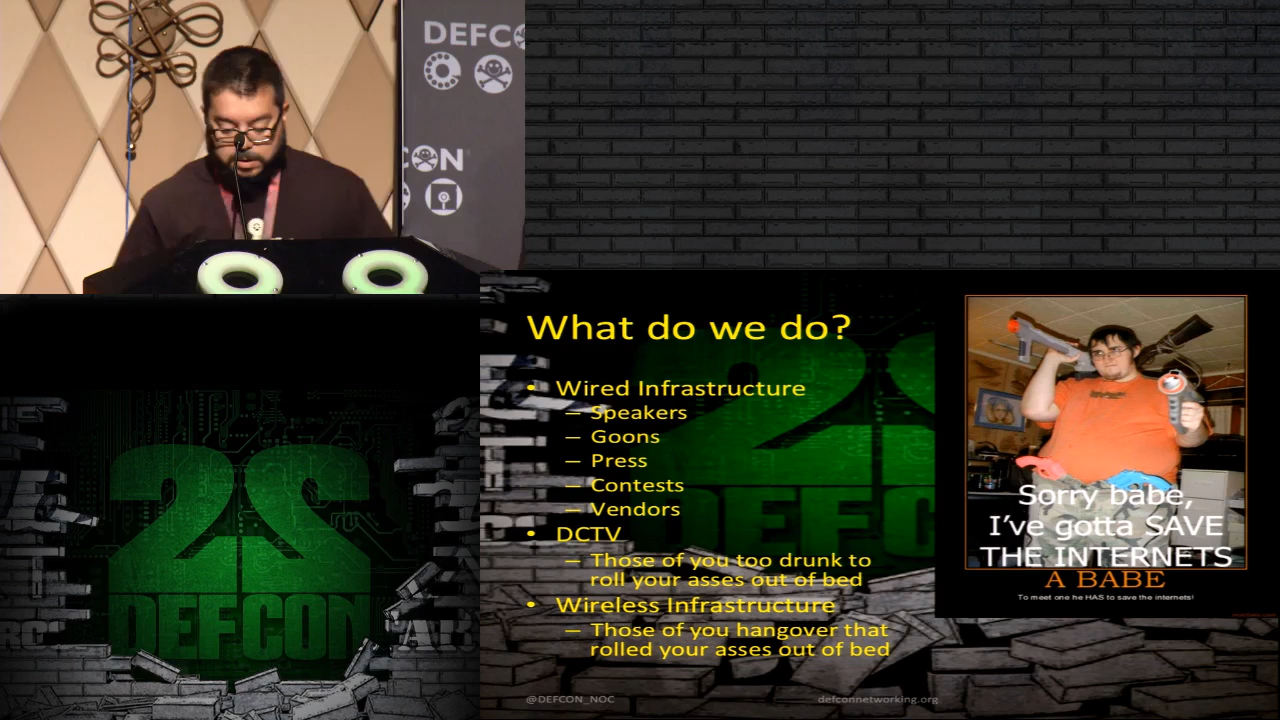 DEFC
CON
What do we do?
• Wired Infrastructure
– Speakers
– Goons
– Press
– Contests
– Vendors
• DCTV
– Those of you too drunk to
roll your asses out of bed
• Wireless Infrastructure
– Those of you hangover that
rolled your asses out of bed
@DEFCON_NOC
defconnetworking.org
Sorry babe,
I've gotta SAVE
THE INTERNETS
A BABE
To meet one he HAS to save the internets!
DEFCON